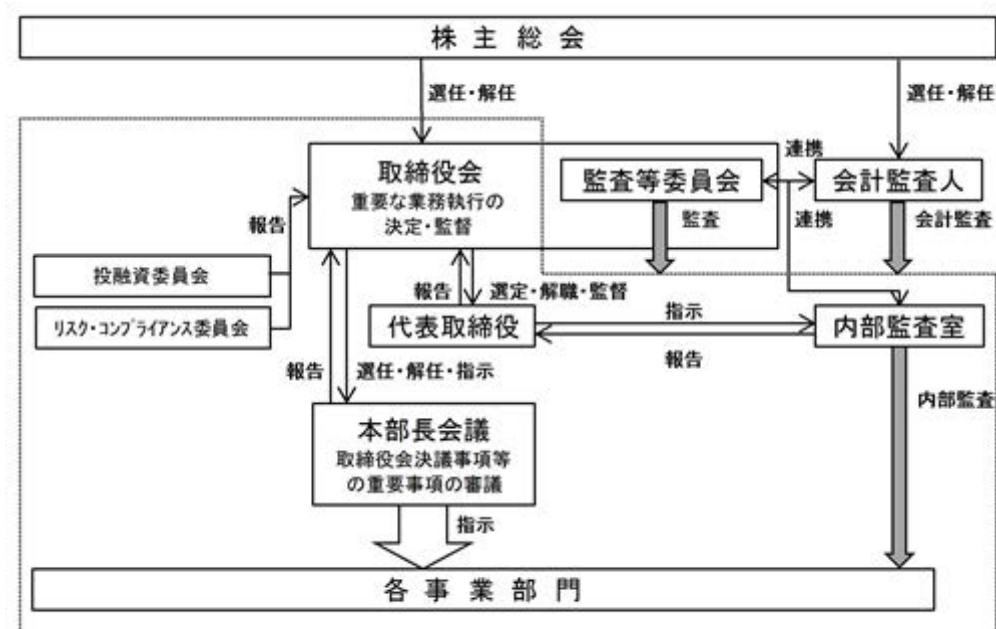 株主総会
選任・解任
選任・解任
取締役会
重要な業務執行の
決定・監督
監査等委員会
連携
会計監査人
監査
連携
会計監査
報告
投融資委員会
リスク・コンプライアンス委員会
報告
選定・解職・監督
代表取締役
指示
報告
内部監査室
報告
選任・解任・指示
内部監査
本部長会議
取締役会決議事項等
の重要事項の審議
指示
各事業部門